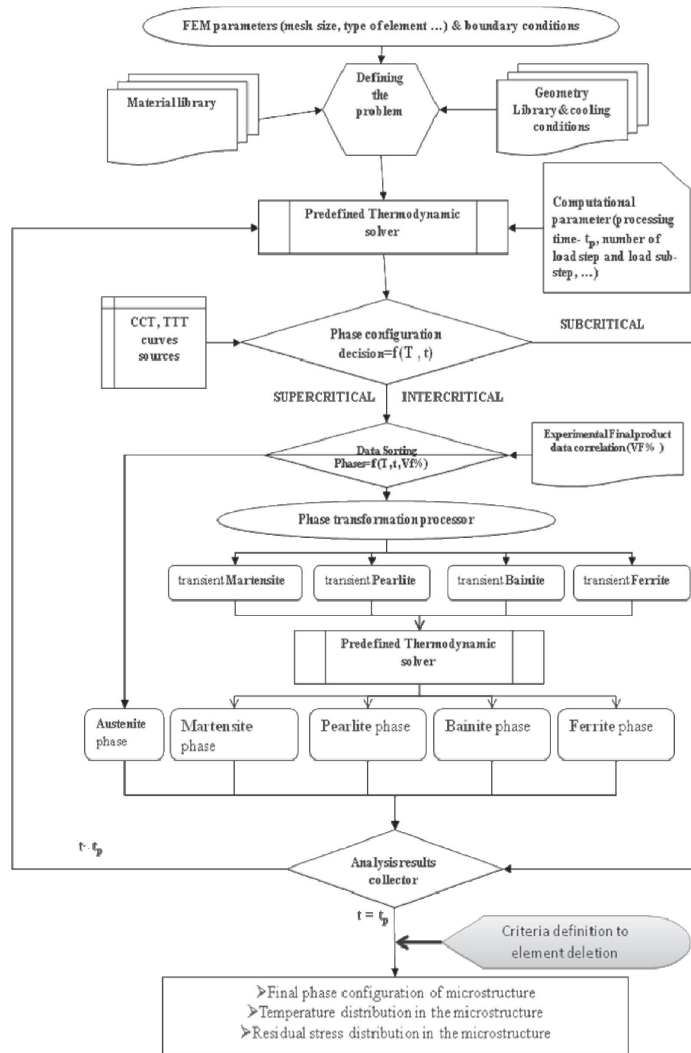 FEM parameters (mesh size, type of element ...) & boundary conditions
Material library
Defining
the
problem
Geometry
Library & cooling
conditions
Predefined Thermodynamic
solver
Computational
parameter (processing
time- tp, number of
load step and load sub-
step, ...)
CCT, TTT
curves
sources
Phase configuration
decision=f(T , t)
SUBCRITICAL
SUPERCRITICAL
INTERCRITICAL
Data Sorting
Phases=f(T,t,Vf%)
Experimental Final product
data correlation (VF% )
Phase transformation processor
transient Martensite
transient Pearlite
transient Bainite
transient Ferrite
Predefined Thermodynamic
solver
Austenite
phase
Martensite
phase
Pearlite phase
Bainite phase
Ferrite phase
Analysis results
collector
t = tp
Criteria definition to
element deletion
➢Final phase configuration of microstructure
➢Temperature distribution in the microstructure
➢Residual stress distribution in the microstructure